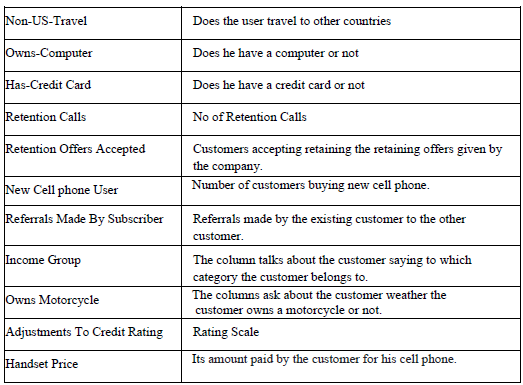 Non-US-Travel Does the user travel to other countries
Owns-Computer Does he have a computer or not
Has-Credit Card Does he have a credit card or not
Retention Calls No of Retention Calls
Retention Offers Accepted Customers accepting retaining the retaining offers given by
the company.
New Cell phone User Number of customers buying new cell phone.
Referrals Made By Subscriber Referrals made by the existing customer to the other
customer.
Income Group The column talks about the customer saying to which
category the customer belongs to.
Owns Motorcycle The columns ask about the customer weather the
customer owns a motorcycle or not.
Adjustments To Credit Rating Rating Scale
Handset Price Its amount paid by the customer for his cell phone.